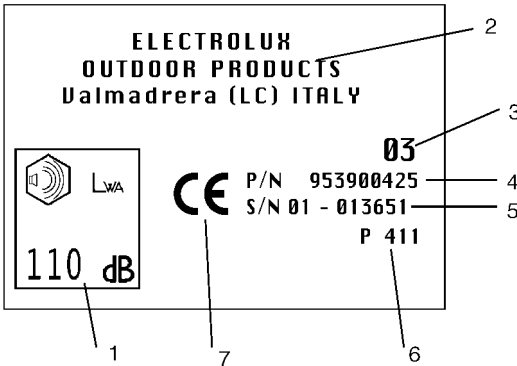 ELECTROLUX
OUTDOOR PRODUCTS
Valmadrera (LC) ITALY
2
03
3
P/N 953900425
4
S/N 01 - 013651
5
P 411
LWA
CE
110 dB
1
7
6